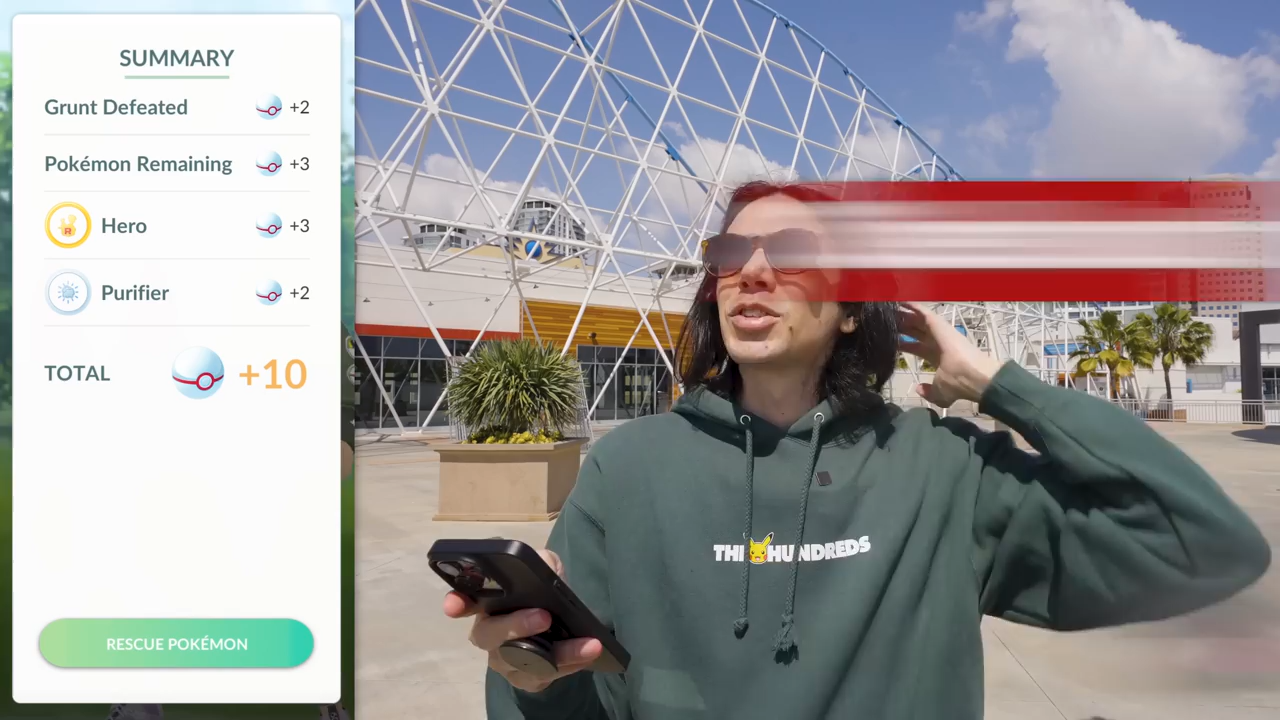 SUMMARY
Grunt Defeated +2
Pokémon Remaining +3
R
Hero +3
Purifier +2
TOTAL +10
RESCUE POKÉMON
THE HUNDREDS